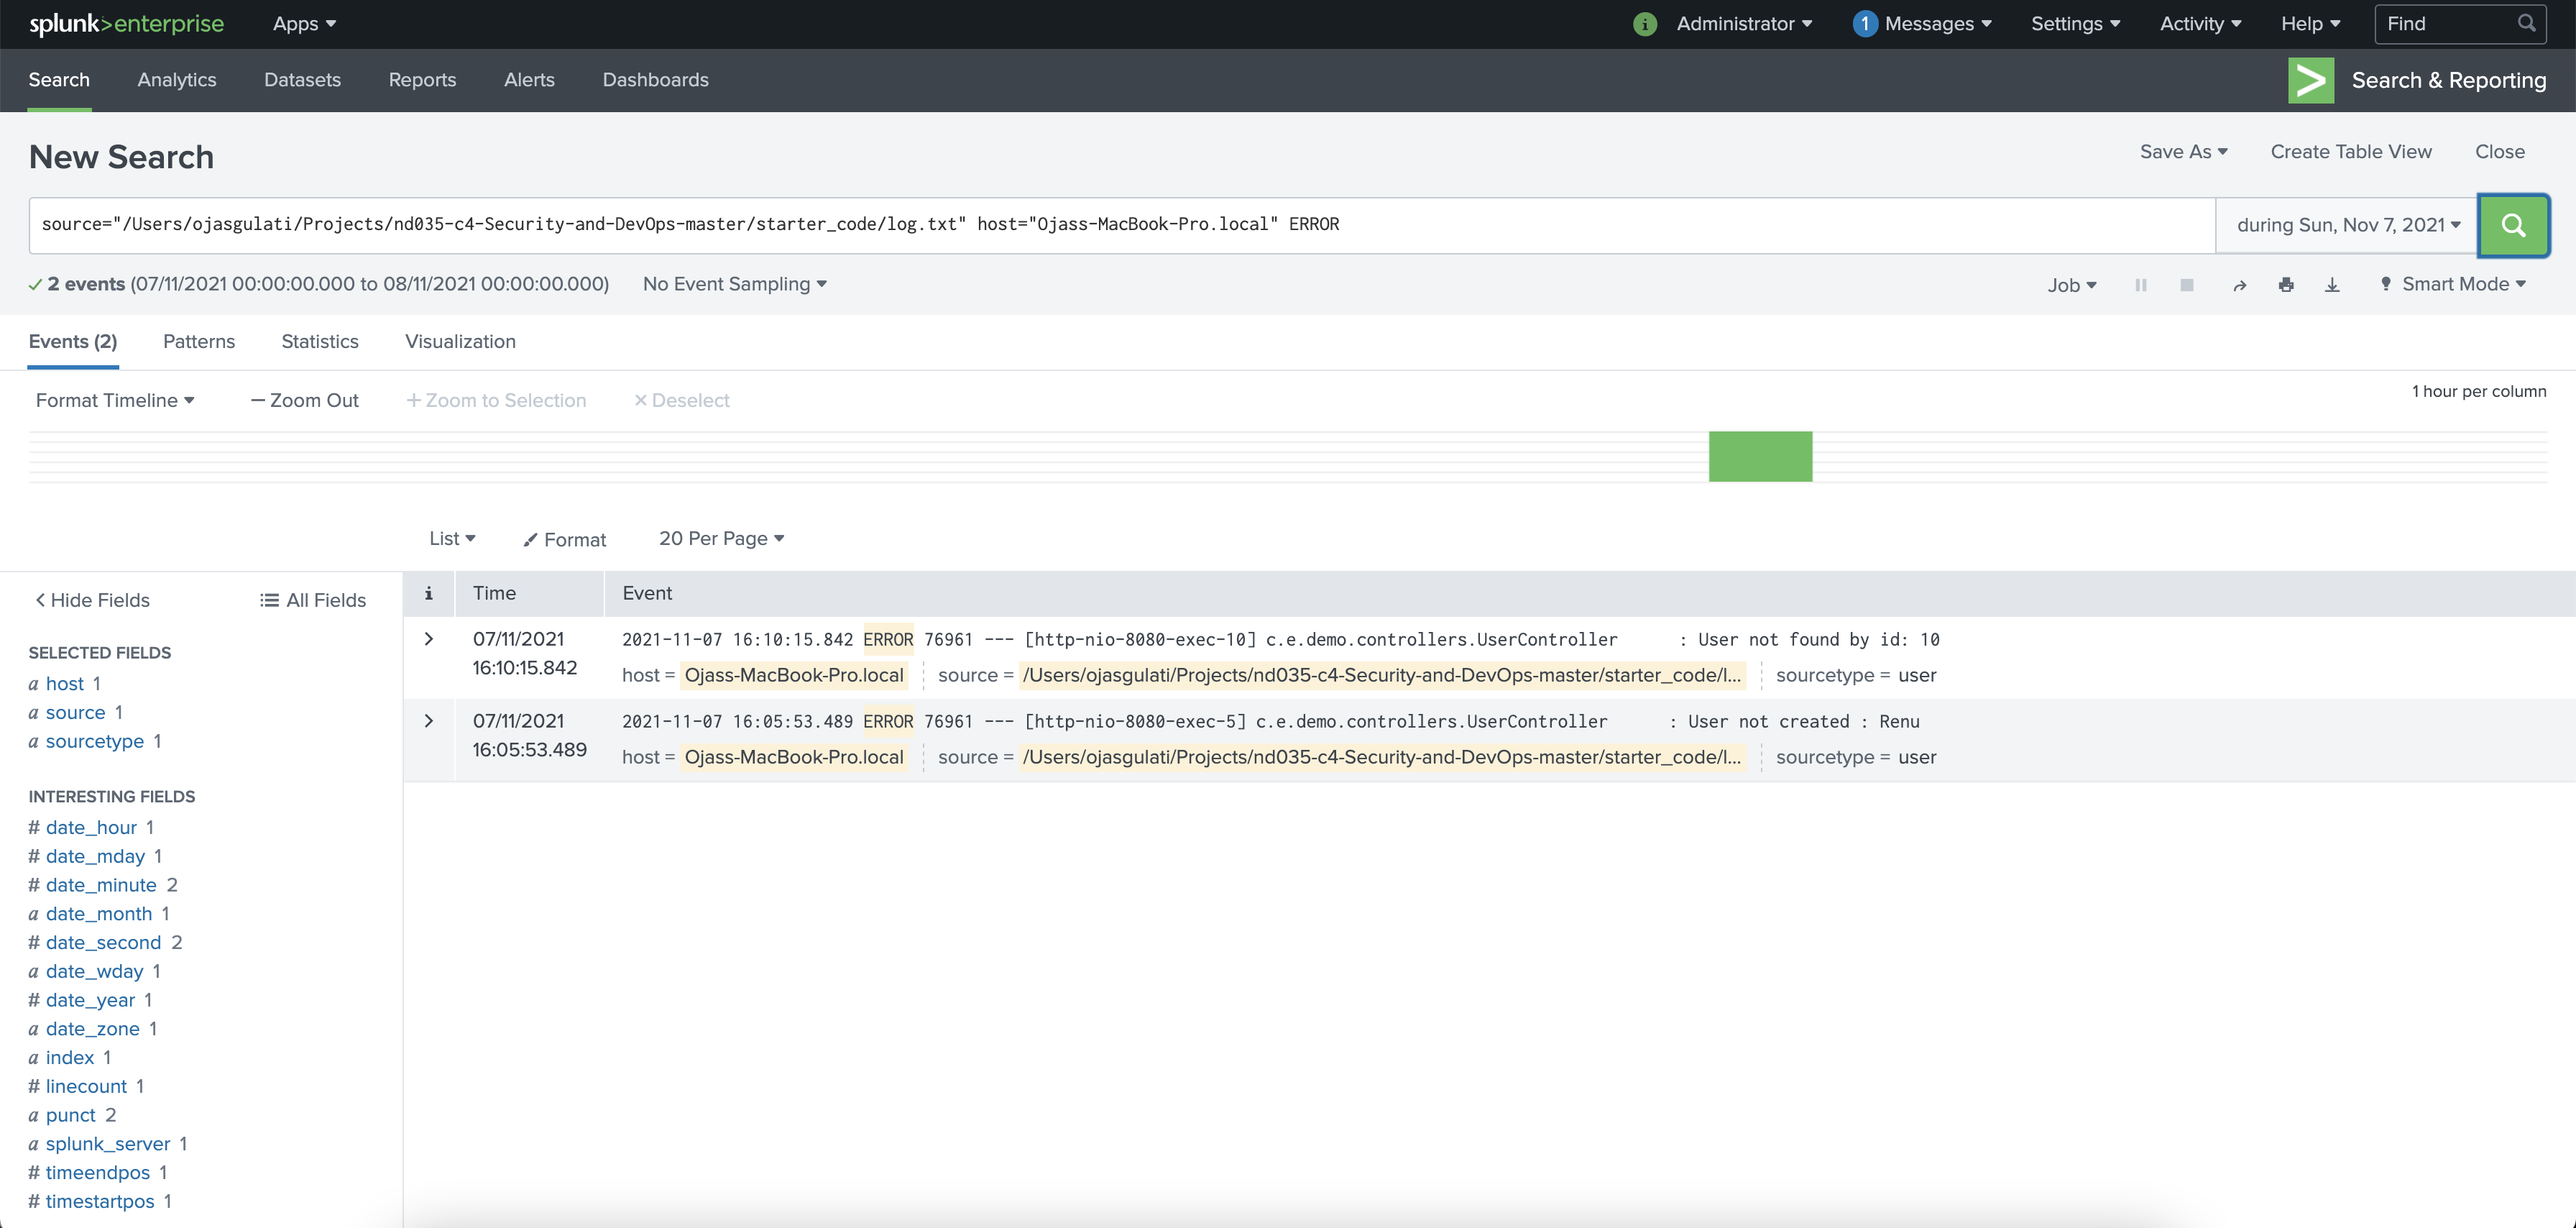 splunk>enterprise Apps Administrator 1 Messages Settings Activity Help Find
Search Analytics Datasets Reports Alerts Dashboards Search & Reporting
New Search Save As Create Table View Close
source="/Users/ojasgulati/Projects/nd035-c4-Security-and-DevOps-master/starter_code/log.txt" host="Ojass-MacBook-Pro.local" ERROR during Sun, Nov 7, 2021
2 events (07/11/2021 00:00:00.000 to 08/11/2021 00:00:00.000) No Event Sampling Job Smart Mode
Events (2) Patterns Statistics Visualization
Format Timeline — Zoom Out + Zoom to Selection × Deselect 1 hour per column
List Format 20 Per Page
< Hide Fields All Fields
i Time Event
SELECTED FIELDS
a host 1
a source 1
a sourcetype 1
INTERESTING FIELDS
# date_hour 1
# date_mday 1
# date_minute 2
a date_month 1
# date_second 2
a date_wday 1
# date_year 1
a date_zone 1
a index 1
# linecount 1
a punct 2
a splunk_server 1
# timeendpos 1
# timestartpos 1
> 07/11/2021 2021-11-07 16:10:15.842 ERROR 76961 --- [http-nio-8080-exec-10] c.e.demo.controllers.UserController : User not found by id: 10
16:10:15.842 host = Ojass-MacBook-Pro.local source = /Users/ojasgulati/Projects/nd035-c4-Security-and-DevOps-master/starter_code/l... sourcetype = user
> 07/11/2021 2021-11-07 16:05:53.489 ERROR 76961 --- [http-nio-8080-exec-5] c.e.demo.controllers.UserController : User not created : Renu
16:05:53.489 host = Ojass-MacBook-Pro.local source = /Users/ojasgulati/Projects/nd035-c4-Security-and-DevOps-master/starter_code/l... sourcetype = user